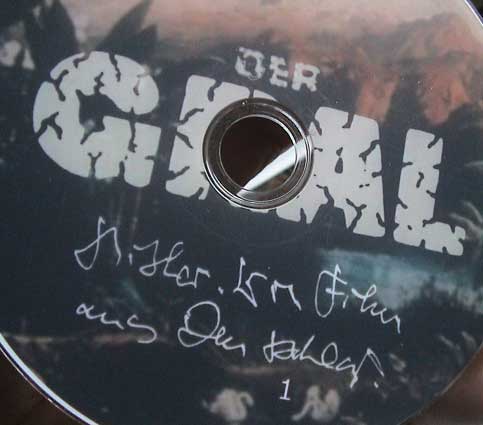 DER
GRAL
Hitler. Ein Film
aus Deutschland.
1